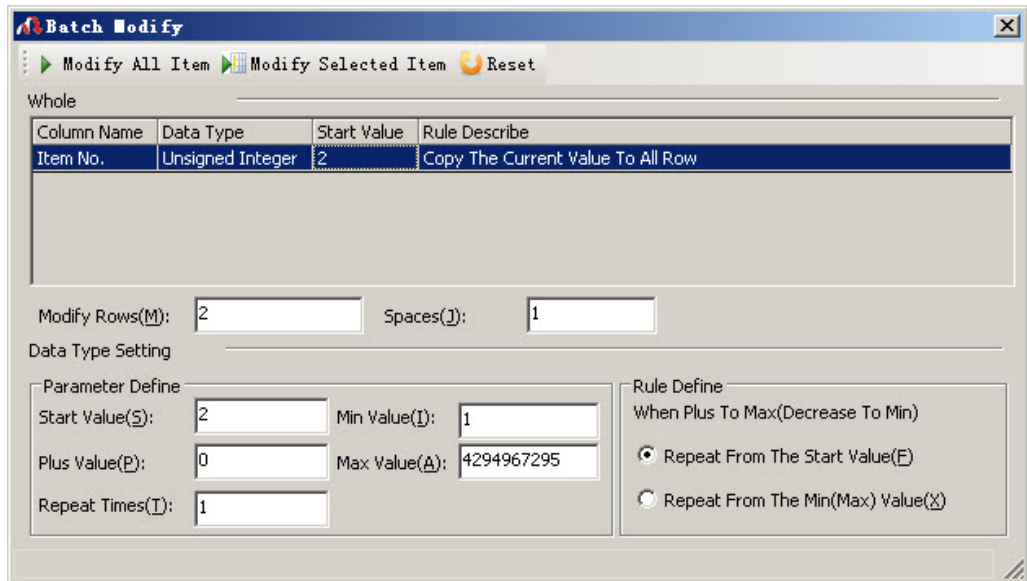 Batch Modify
Modify All Item Modify Selected Item Reset
Whole
Column Name Data Type Start Value Rule Describe
Item No. Unsigned Integer 2 Copy The Current Value To All Row
Modify Rows(M): 2 Spaces(J): 1
Data Type Setting
Parameter Define Rule Define
Start Value(S): 2 Min Value(I): 1 When Plus To Max(Decrease To Min)
Plus Value(P): 0 Max Value(A): 4294967295 Repeat From The Start Value(F)
Repeat Times(T): 1 Repeat From The Min(Max) Value(X)